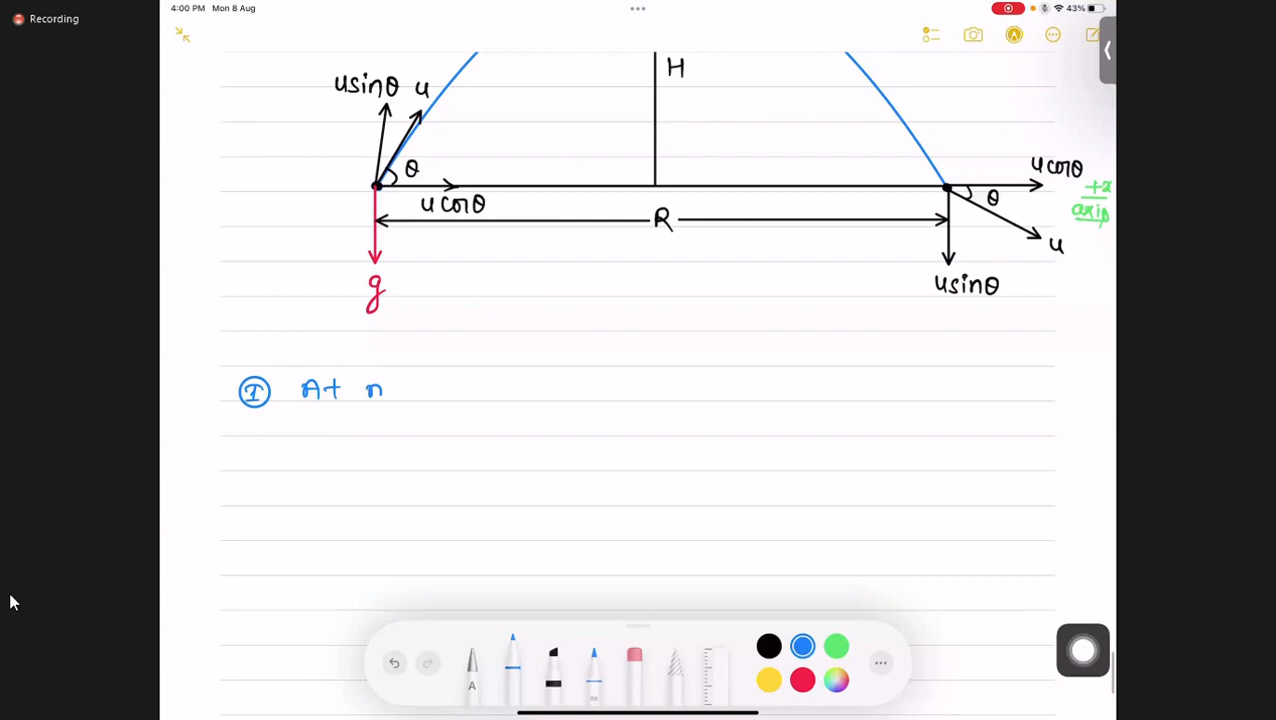 Recording
4:00 PM Mon 8 Aug
43%
H
usinθ u
θ
ucosθ
ucosθ
θ
+x
axis
R
u
g
usinθ
I At n
A